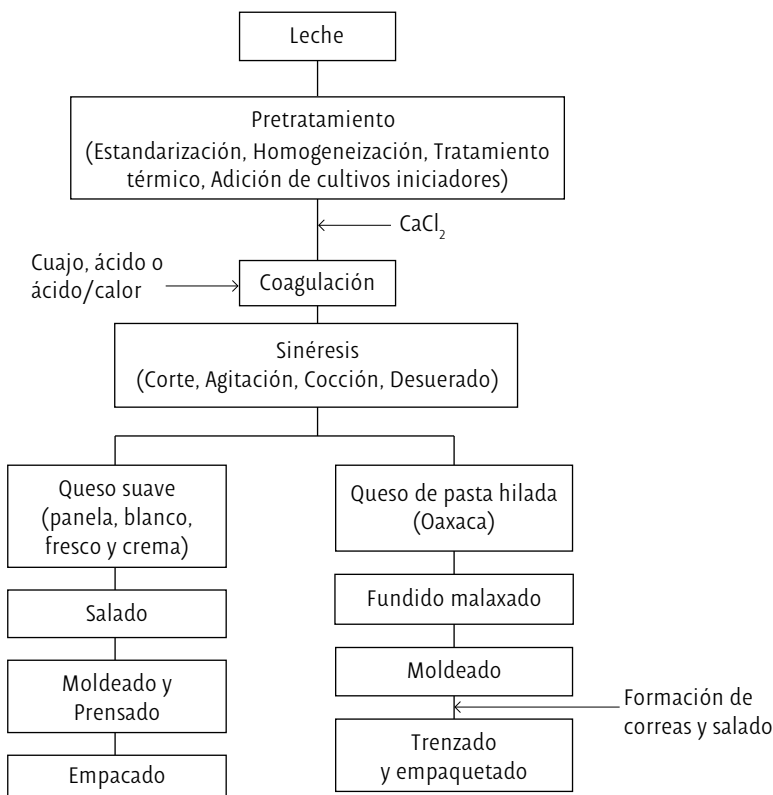 Leche
Pretratamiento
(Estandarización, Homogeneización, Tratamiento
térmico, Adición de cultivos iniciadores)
CaCl₂
Cuajo, ácido o
ácido/calor
Coagulación
Sinéresis
(Corte, Agitación, Cocción, Desuerado)
Queso suave
(panela, blanco,
fresco y crema)
Salado
Moldeado y
Prensado
Empacado
Queso de pasta hilada
(Oaxaca)
Fundido malaxado
Moldeado
Formación de
correas y salado
Trenzado
y empaquetado